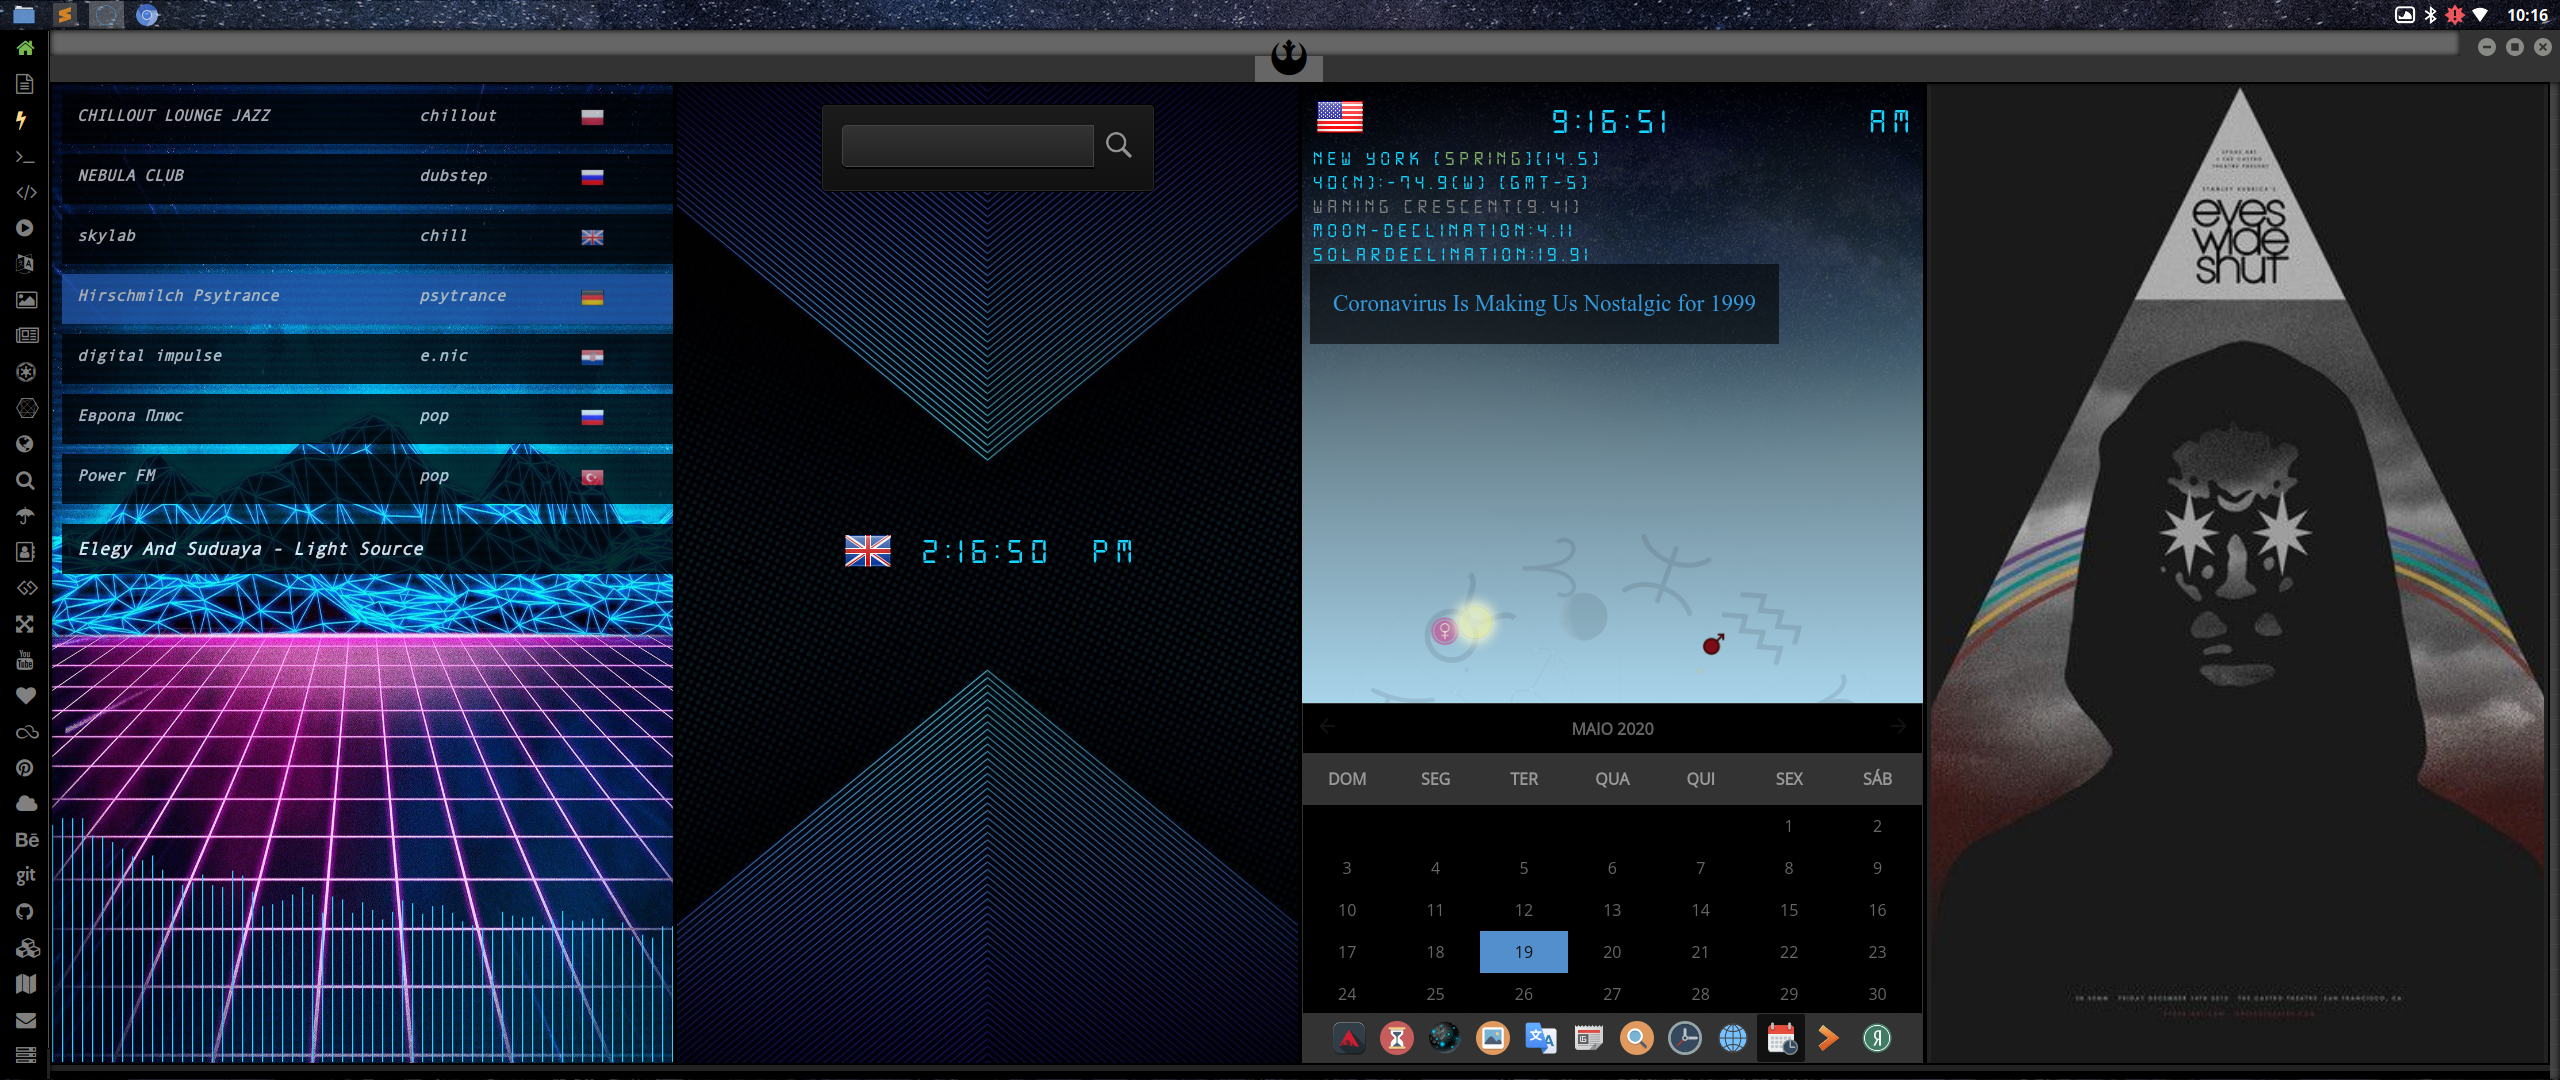 10:16
CHILLOUT LOUNGE JAZZ chillout
NEBULA CLUB dubstep
skylab chill
Hirschmilch Psytrance psytrance
digital impulse e.nic
Европа Плюс pop
Power FM pop
Elegy And Suduaya - Light Source
You
Tube
Bē
git
2:16:50 PM
9:16:51 AM
NEW YORK [SPRING][14.5]
40(N):-74.9(W) [GMT-5]
WANING CRESCENT[9.41]
MOON-DECLINATION:4.11
SOLARDECLINATION:19.91
Coronavirus Is Making Us Nostalgic for 1999
MAIO 2020
DOM SEG TER QUA QUI SEX SÁB
1 2
3 4 5 6 7 8 9
10 11 12 13 14 15 16
17 18 19 20 21 22 23
24 25 26 27 28 29 30
STANLEY KUBRICK'S
eyes
wide
shut